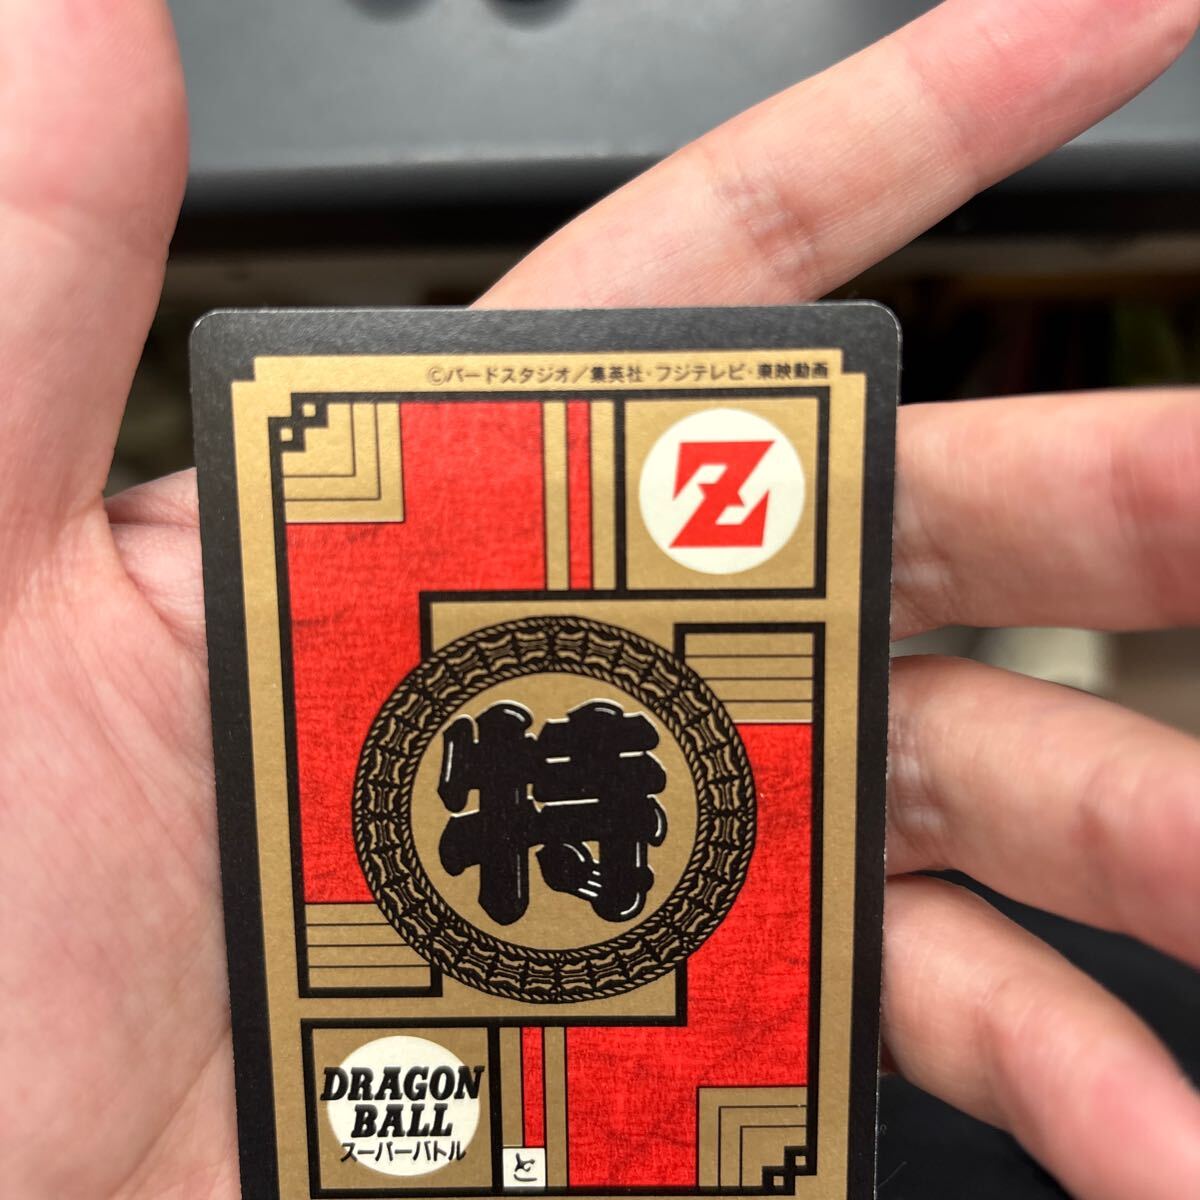 ©バードスタジオ/集英社・フジテレビ・東映動画
Z
特
DRAGON
BALL
スーパーバトル
と